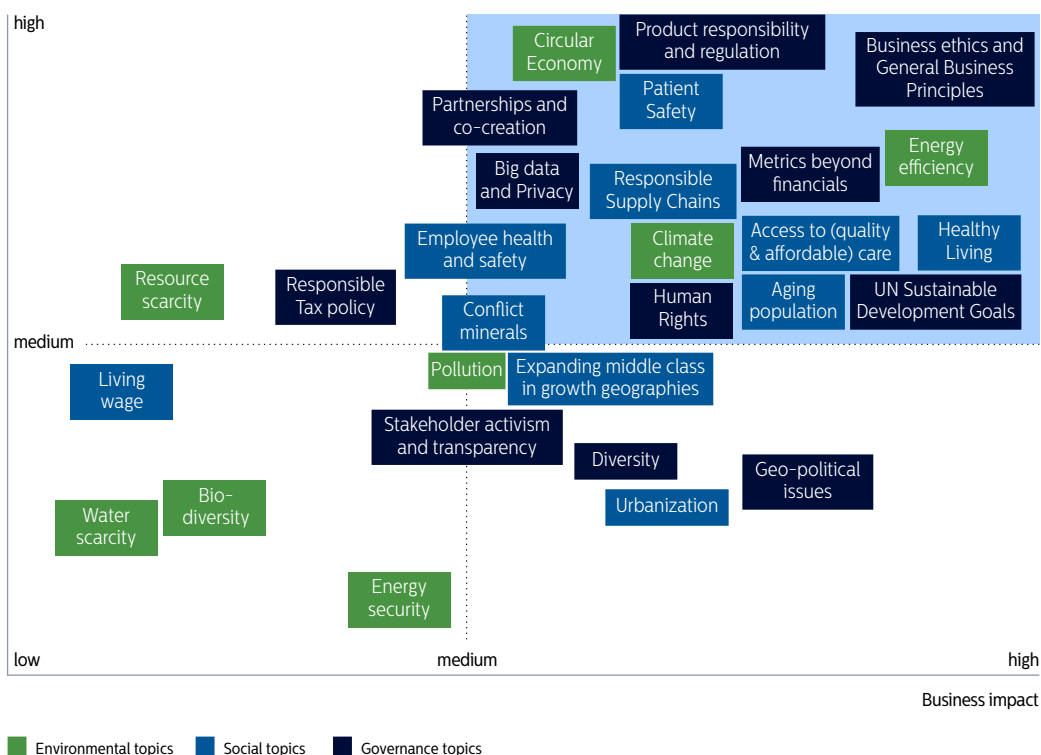 high
Circular
Economy
Product responsibility
and regulation
Business ethics and
General Business
Principles
Patient
Safety
Partnerships and
co-creation
Energy
efficiency
Big data
and Privacy
Responsible
Supply Chains
Metrics beyond
financials
Employee health
and safety
Climate
change
Access to (quality
& affordable) care
Healthy
Living
Resource
scarcity
Responsible
Tax policy
Conflict
minerals
Human
Rights
Aging
population
UN Sustainable
Development Goals
medium
Living
wage
Pollution
Expanding middle class
in growth geographies
Stakeholder activism
and transparency
Diversity
Geo-political
issues
Urbanization
Water
scarcity
Bio-
diversity
Energy
security
low
medium
high
Business impact
Environmental topics
Social topics
Governance topics